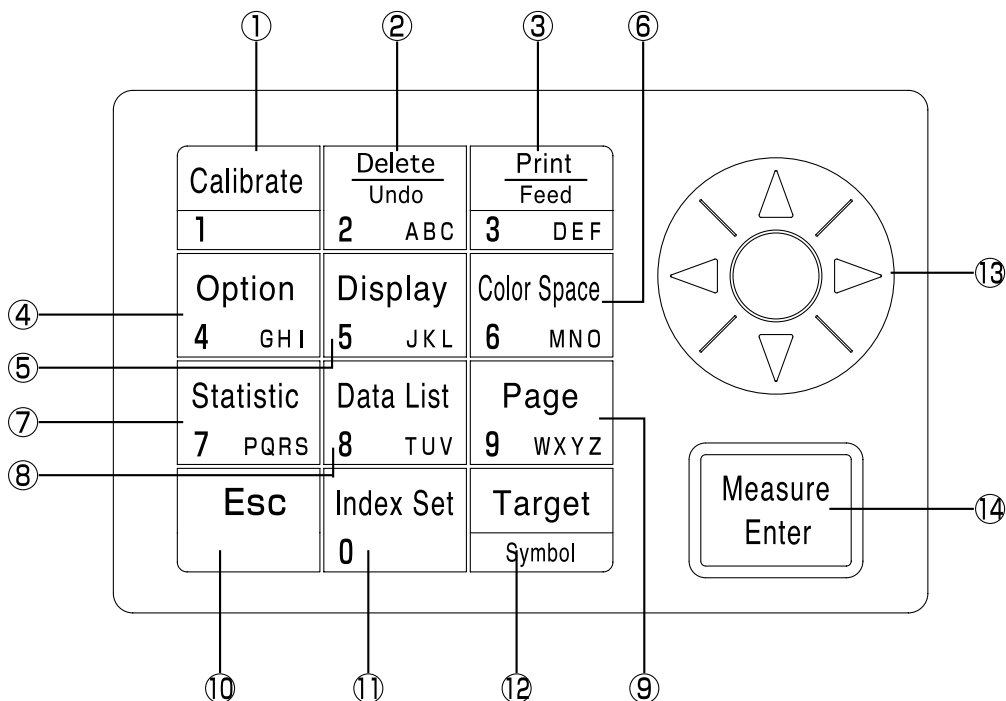 ① ② ③ ⑥
Calibrate
1
Delete
Undo
2 ABC
Print
Feed
3 DEF
⑬
④
Option
4 GHI
Display
5 JKL
Color Space
6 MNO
⑤
⑦
Statistic
7 PQRS
Data List
8 TUV
Page
9 WXYZ
⑧
Esc
Index Set
0
Target
Symbol
Measure
Enter
⑭
⑩ ⑪ ⑫ ⑨